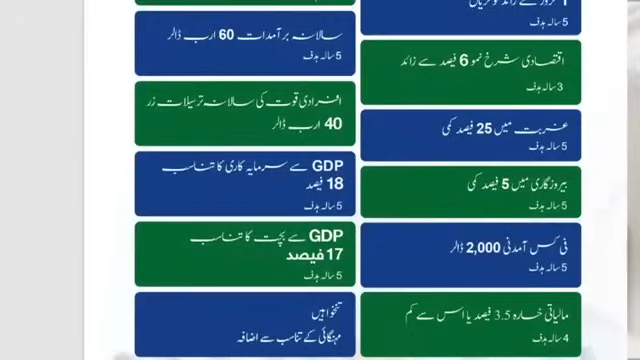 5 سالہ ہدف
اقتصادی شرح نمو 6 فیصد سے زائد
3 سالہ ہدف
غربت میں 25 فیصد کمی
5 سالہ ہدف
بیروزگاری میں 5 فیصد کمی
5 سالہ ہدف
فی کس آمدنی 2,000 ڈالر
5 سالہ ہدف
مالیاتی خسارہ 3.5 فیصد یا اس سے کم
4 سالہ ہدف
سالانہ برآمدات 60 ارب ڈالر
5 سالہ ہدف
افرادی قوت کی سالانہ ترسیلات زر
40 ارب ڈالر
GDP سے سرمایہ کاری کا تناسب
18 فیصد
5 سالہ ہدف
GDP سے بچت کا تناسب
17 فیصد
5 سالہ ہدف
تنخواہیں
مہنگائی کے تناسب سے اضافہ